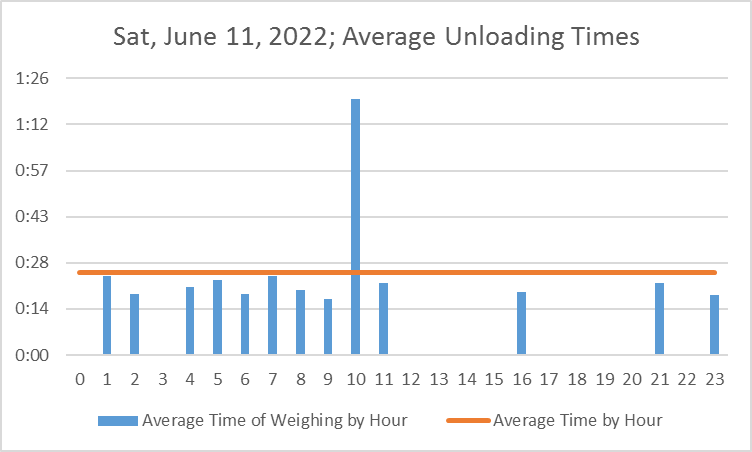 Sat, June 11, 2022; Average Unloading Times
1:26
1:12
0:57
0:43
0:28
0:14
0:00
0 1 2 3 4 5 6 7 8 9 10 11 12 13 14 15 16 17 18 19 20 21 22 23
Average Time of Weighing by Hour Average Time by Hour